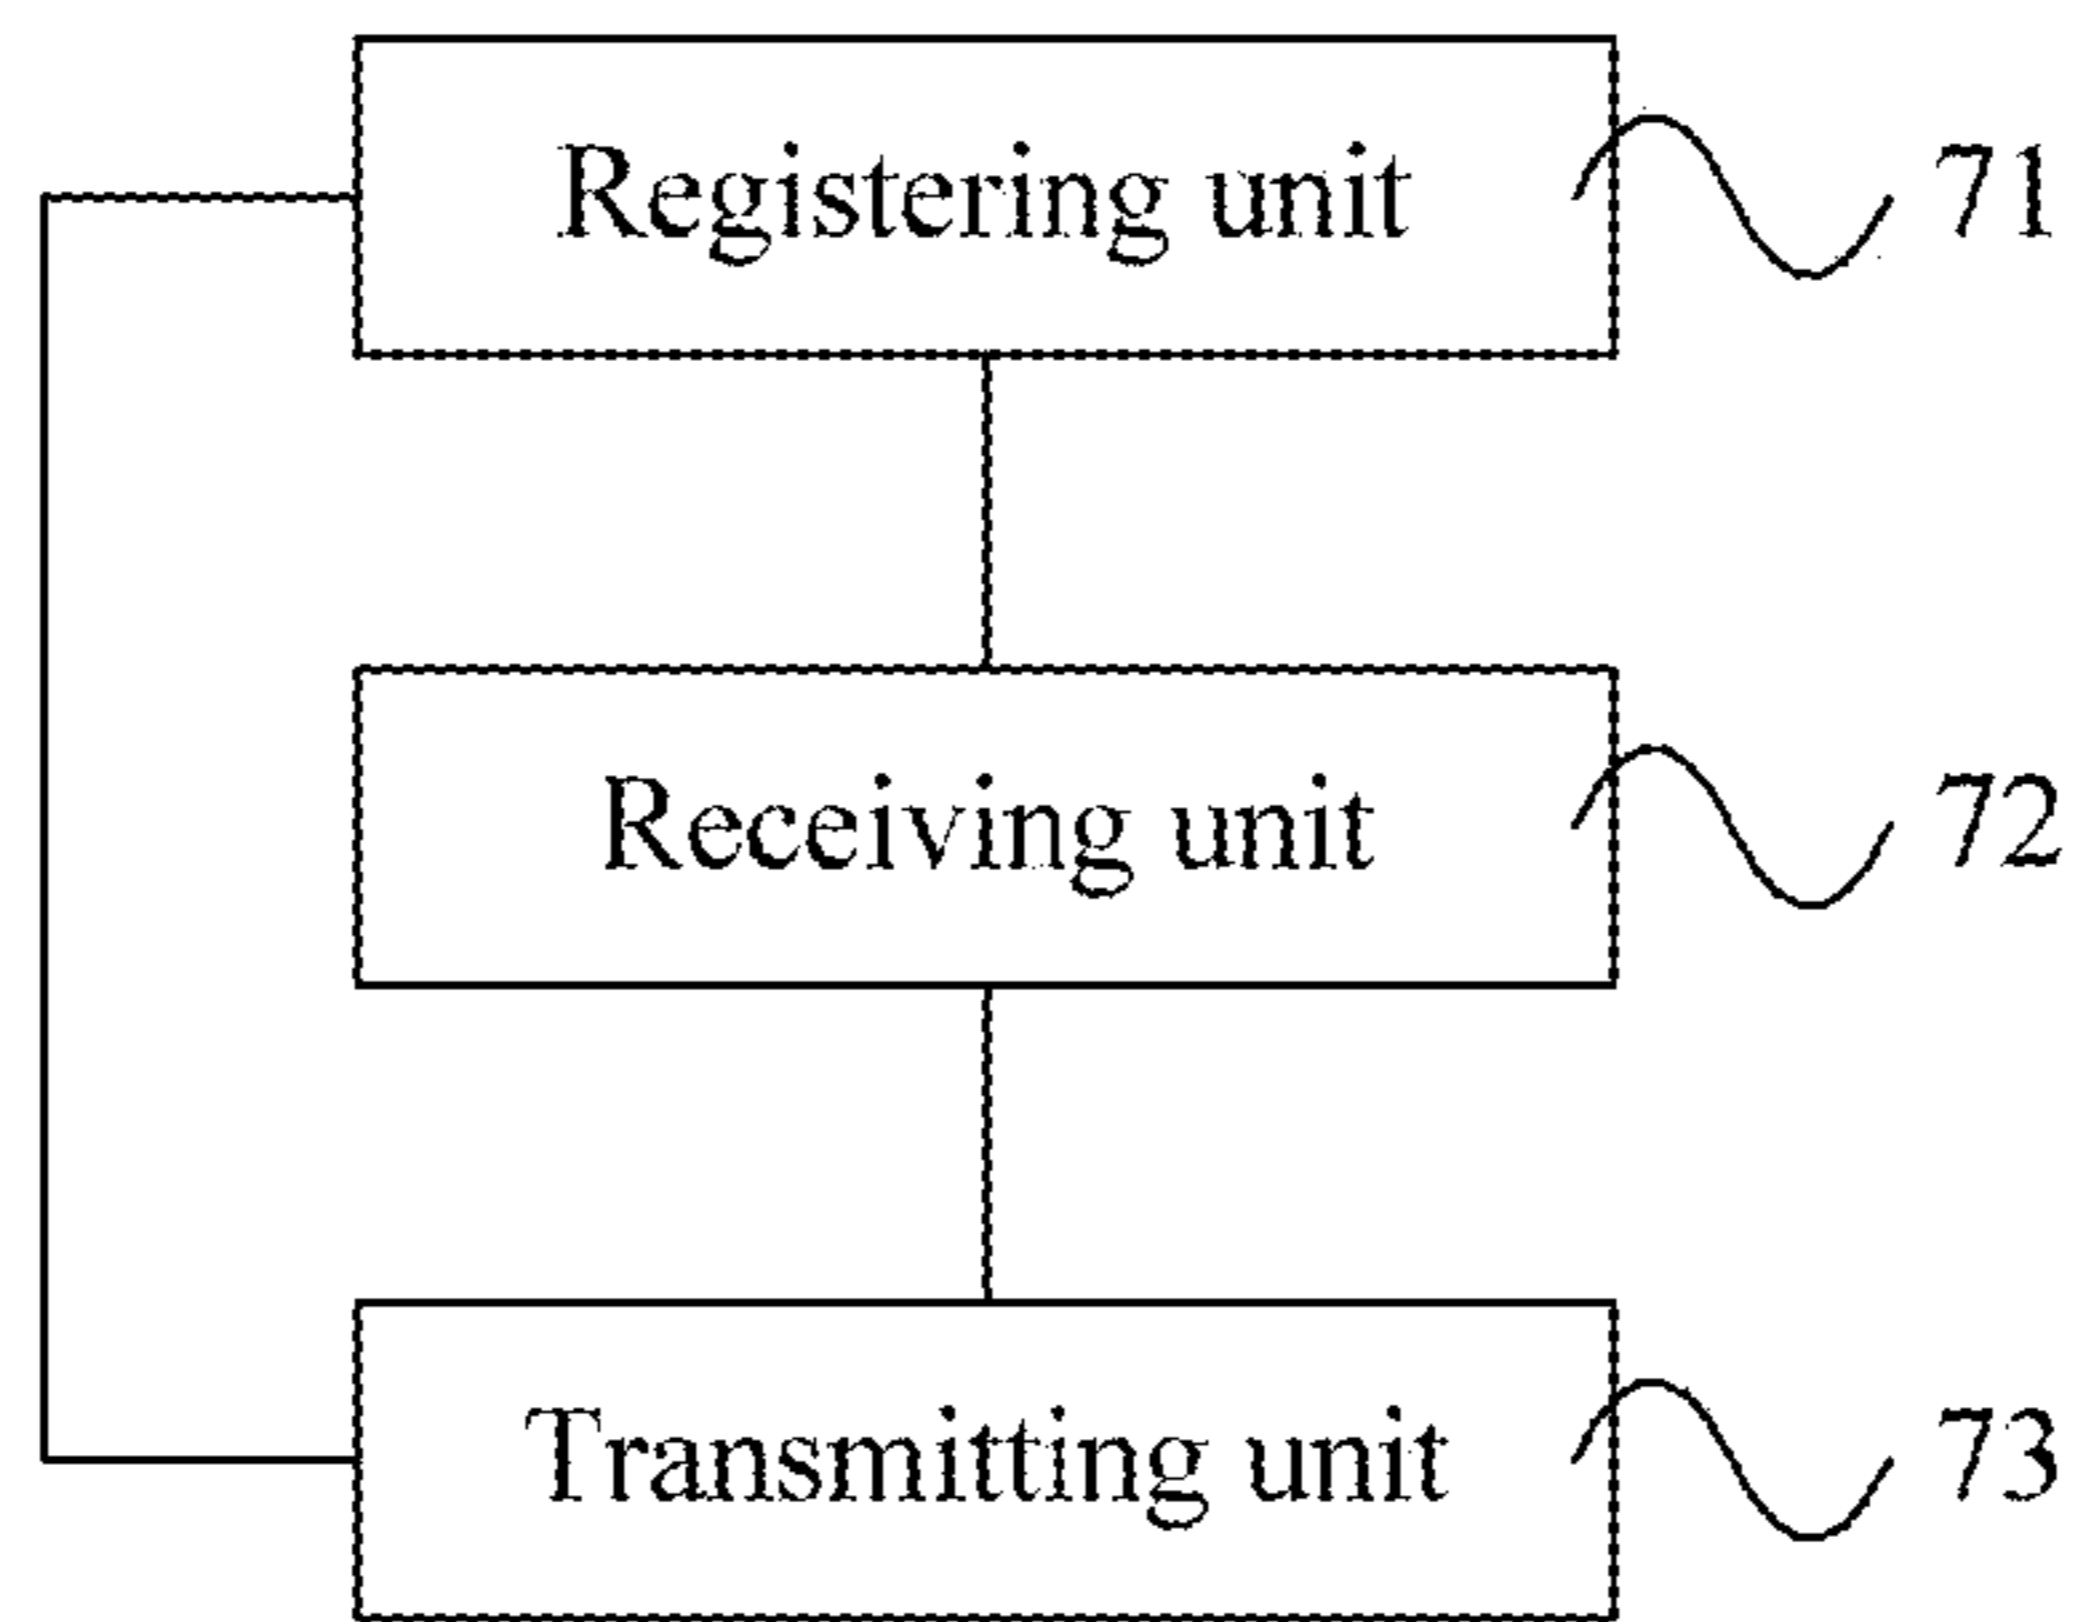 Registering unit 71
Receiving unit 72
Transmitting unit 73